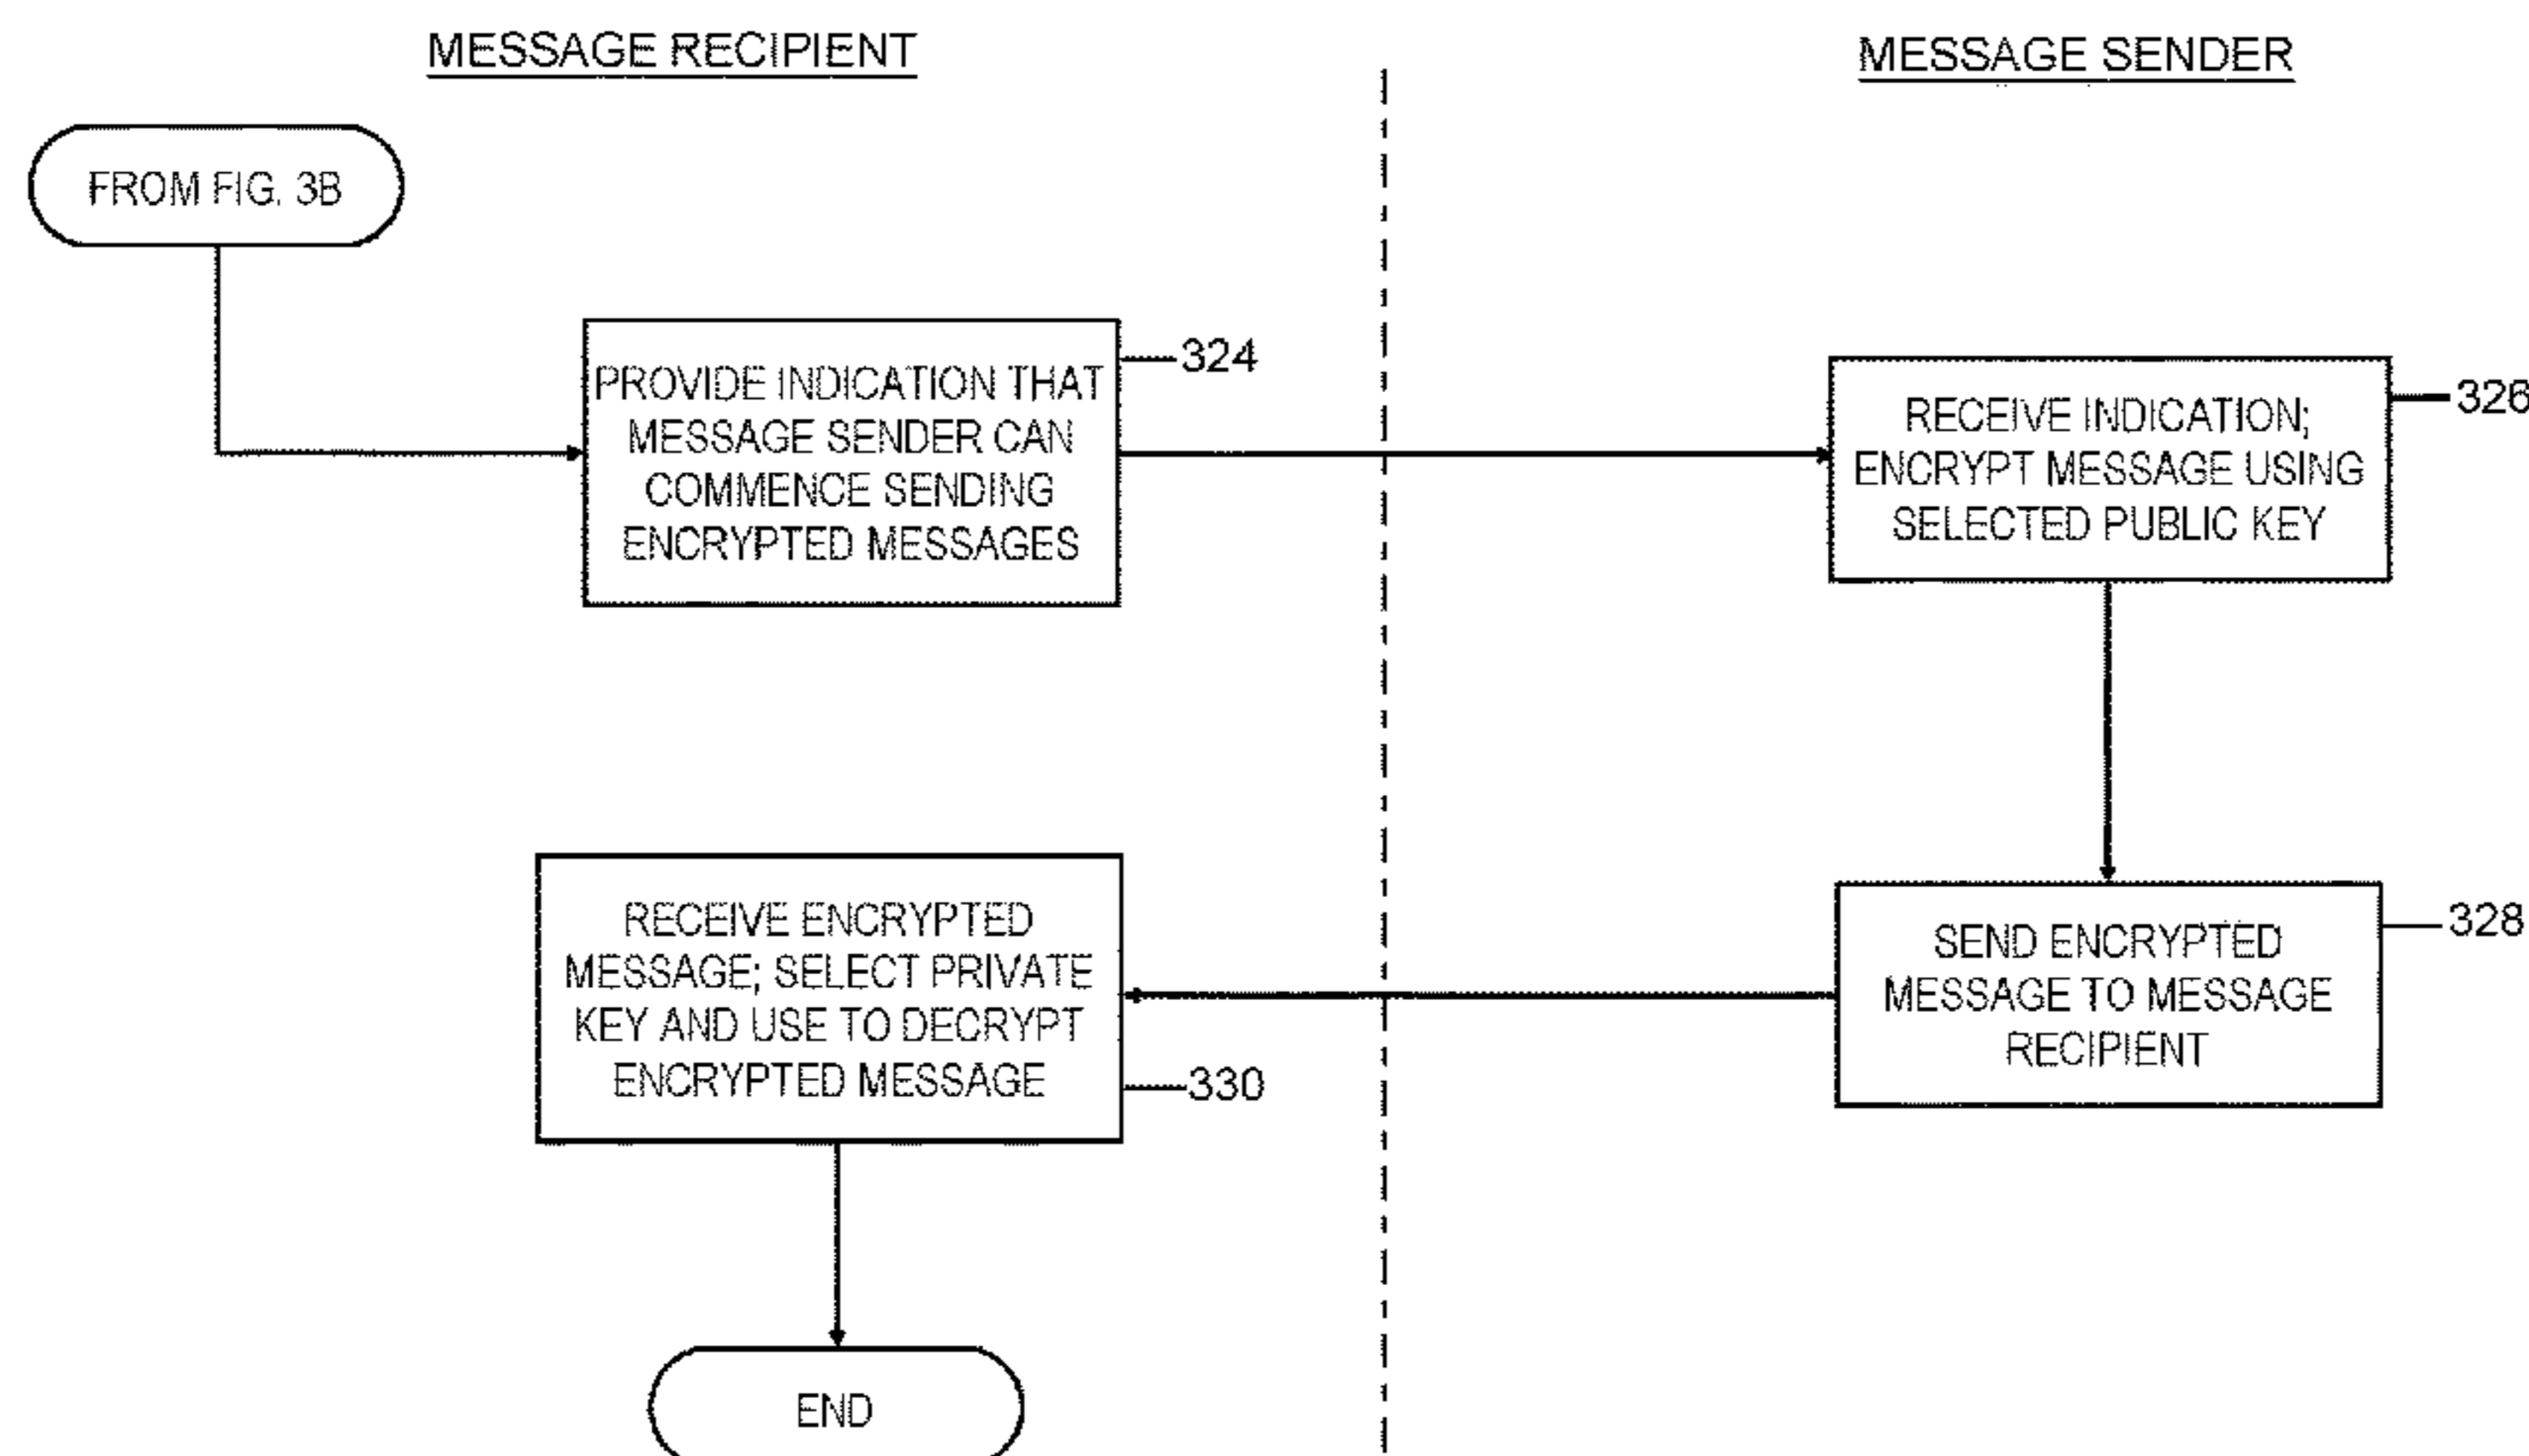 MESSAGE RECIPIENT
MESSAGE SENDER
FROM FIG. 3B
PROVIDE INDICATION THAT
MESSAGE SENDER CAN
COMMENCE SENDING
ENCRYPTED MESSAGES
324
RECEIVE INDICATION;
ENCRYPT MESSAGE USING
SELECTED PUBLIC KEY
326
SEND ENCRYPTED
MESSAGE TO MESSAGE
RECIPIENT
328
RECEIVE ENCRYPTED
MESSAGE; SELECT PRIVATE
KEY AND USE TO DECRYPT
ENCRYPTED MESSAGE
330
END